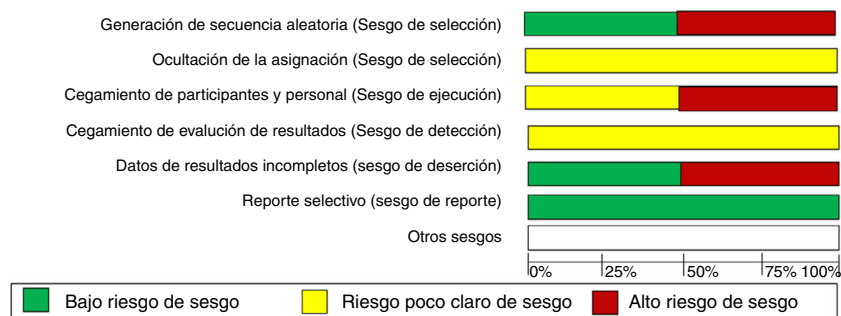 Generación de secuencia aleatoria (Sesgo de selección)
Ocultación de la asignación (Sesgo de selección)
Cegamiento de participantes y personal (Sesgo de ejecución)
Cegamiento de evalución de resultados (Sesgo de detección)
Datos de resultados incompletos (sesgo de deserción)
Reporte selectivo (sesgo de reporte)
Otros sesgos
0% 25% 50% 75% 100%
Bajo riesgo de sesgo Riesgo poco claro de sesgo Alto riesgo de sesgo